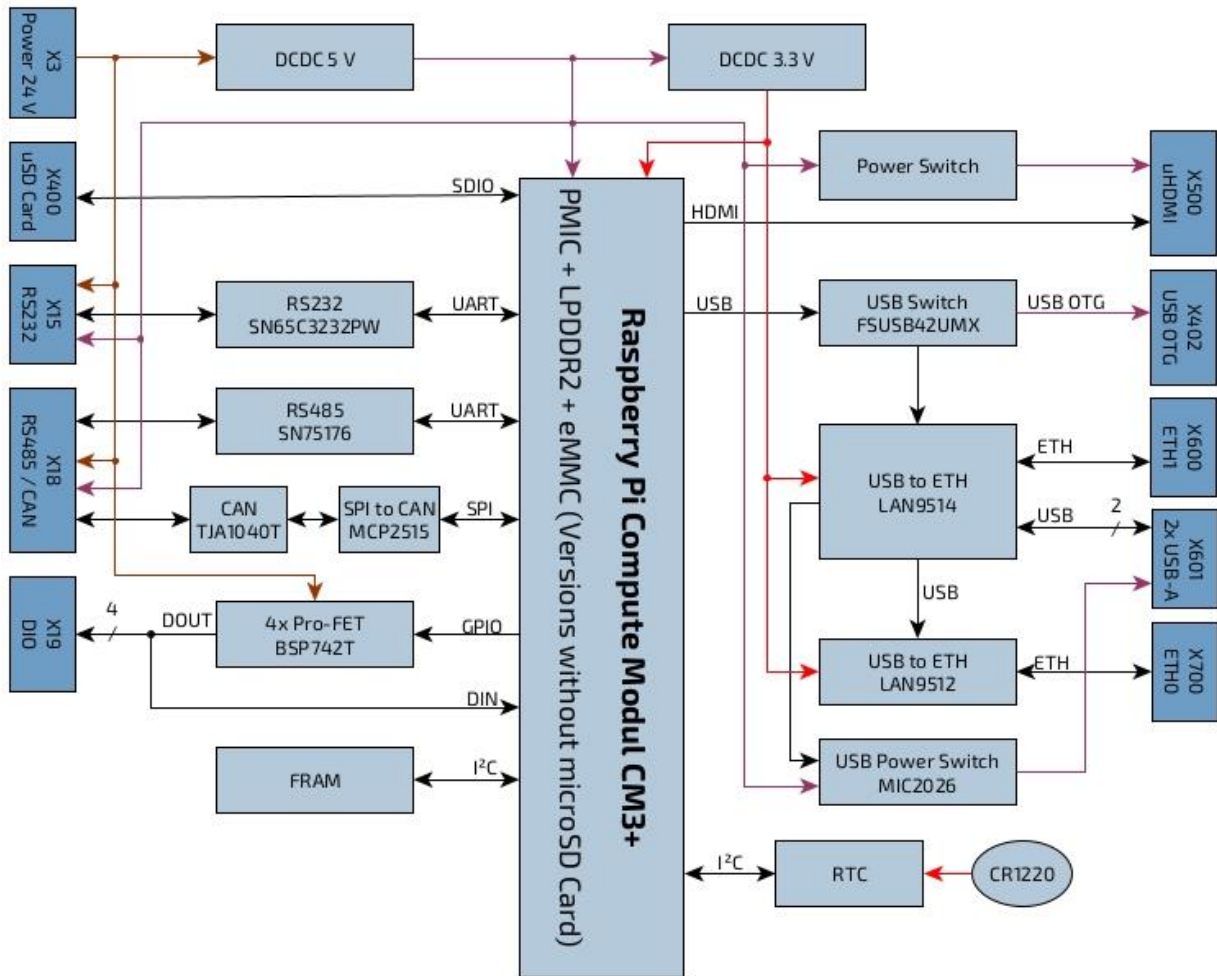 X3
Power 24 V
DCDC 5 V
DCDC 3.3 V
X400
uSD Card
SDIO
Power Switch
X500
uHDMI
HDMI
X15
RS232
RS232
SN65C3232PW
UART
USB
USB Switch
FSUSB42UMX
USB OTG
X402
USB OTG
X18
RS485 / CAN
RS485
SN75176
UART
CAN
TJA1040T
SPI to CAN
MCP2515
SPI
Raspberry Pi Compute Modul CM3+
PMIC + LPDDR2 + eMMC (Versions without microSD Card)
USB to ETH
LAN9514
ETH
X600
ETH1
USB
2
X601
2x USB-A
X19
DIO
4
DOUT
4x Pro-FET
BSP742T
GPIO
DIN
USB
USB to ETH
LAN9512
ETH
X700
ETH0
FRAM
I²C
USB Power Switch
MIC2026
I²C
RTC
CR1220